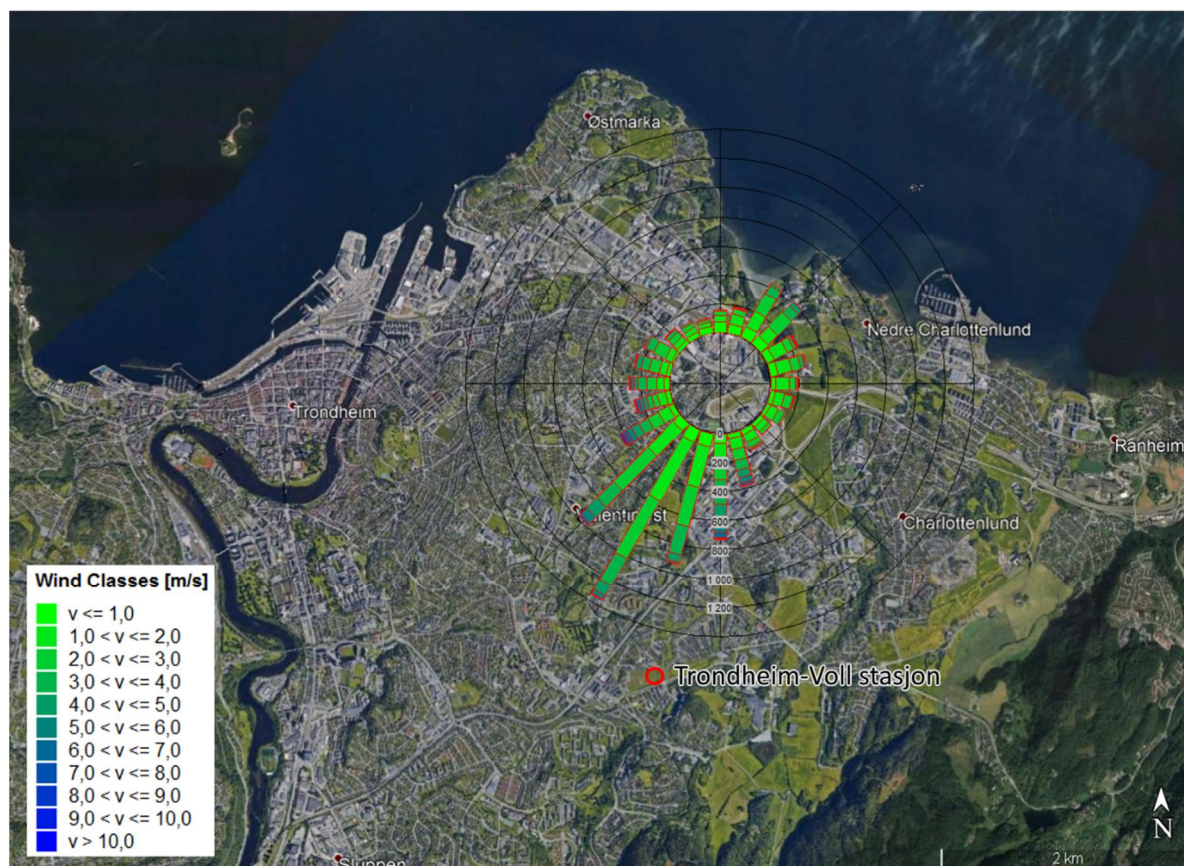 Østmarka
Nedre Charlottenlund
Trondheim
Ranheim
Charlottenlund
0
200
400
600
800
1 000
1 200
Trondheim-Voll stasjon
Wind Classes [m/s]
v <= 1,0
1,0 < v <= 2,0
2,0 < v <= 3,0
3,0 < v <= 4,0
4,0 < v <= 5,0
5,0 < v <= 6,0
6,0 < v <= 7,0
7,0 < v <= 8,0
8,0 < v <= 9,0
9,0 < v <= 10,0
v > 10,0
N
2 km
Sluppen